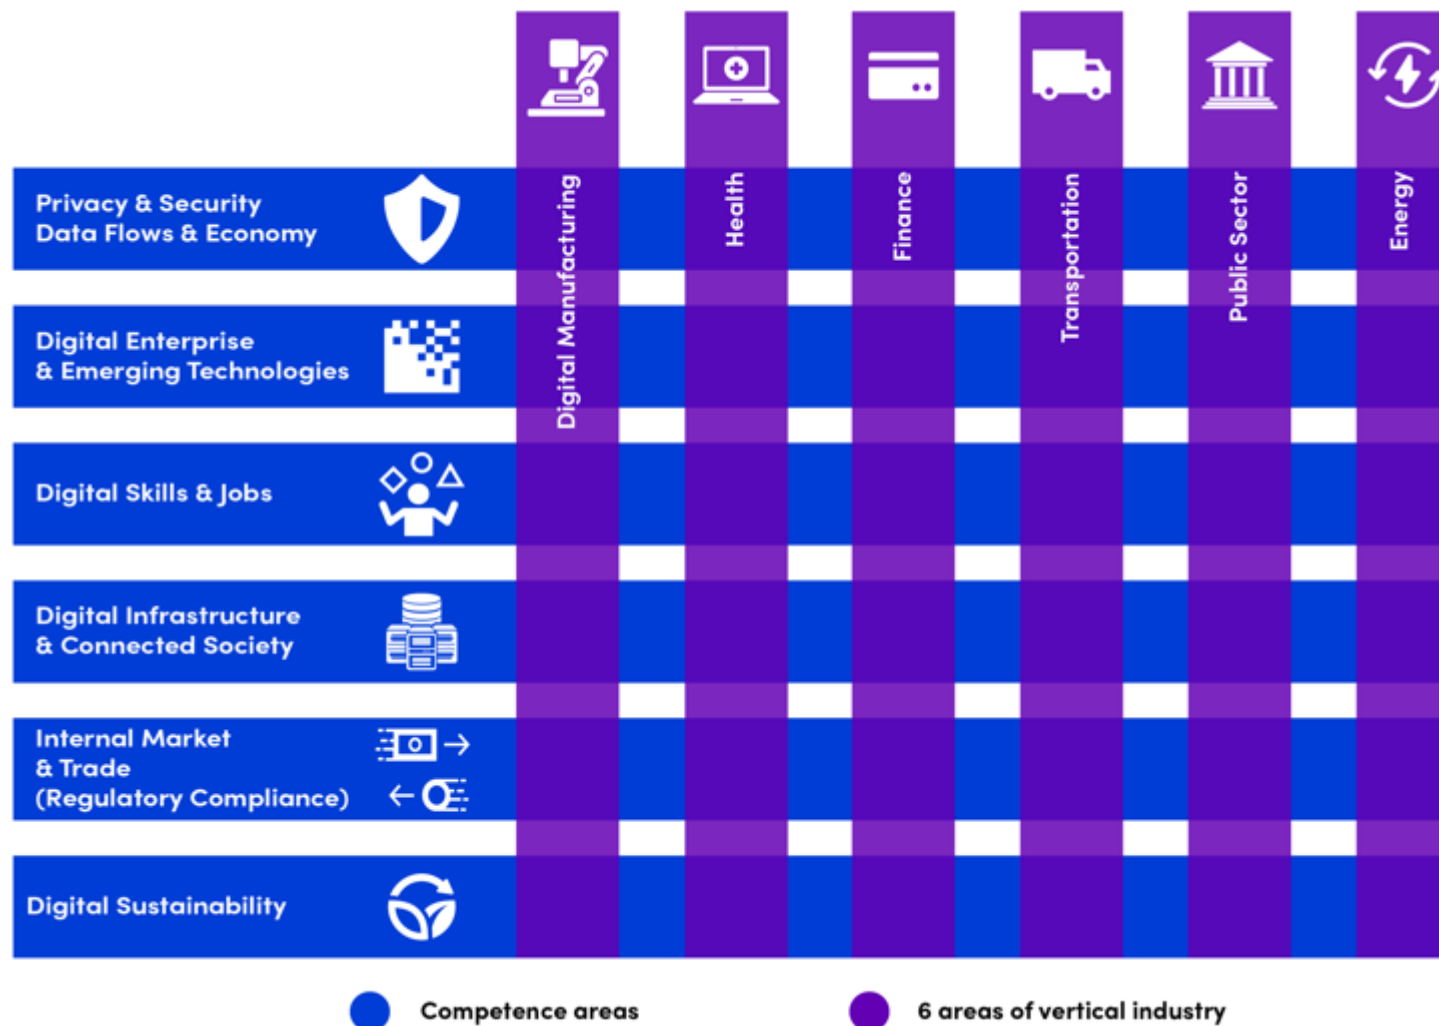 Digital Manufacturing
Health
Finance
Transportation
Public Sector
Energy
Privacy & Security
Data Flows & Economy
Digital Enterprise
& Emerging Technologies
Digital Skills & Jobs
Digital Infrastructure
& Connected Society
Internal Market
& Trade
(Regulatory Compliance)
Digital Sustainability
Competence areas
6 areas of vertical industry